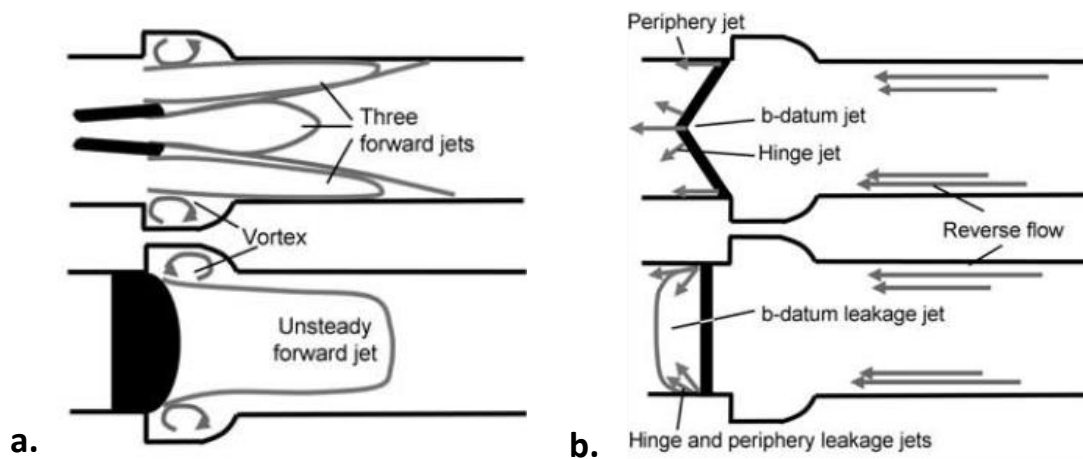 Three
forward jets
Vortex
Unsteady
forward jet
a.
Periphery jet
b-datum jet
Hinge jet
Reverse flow
b-datum leakage jet
Hinge and periphery leakage jets
b.